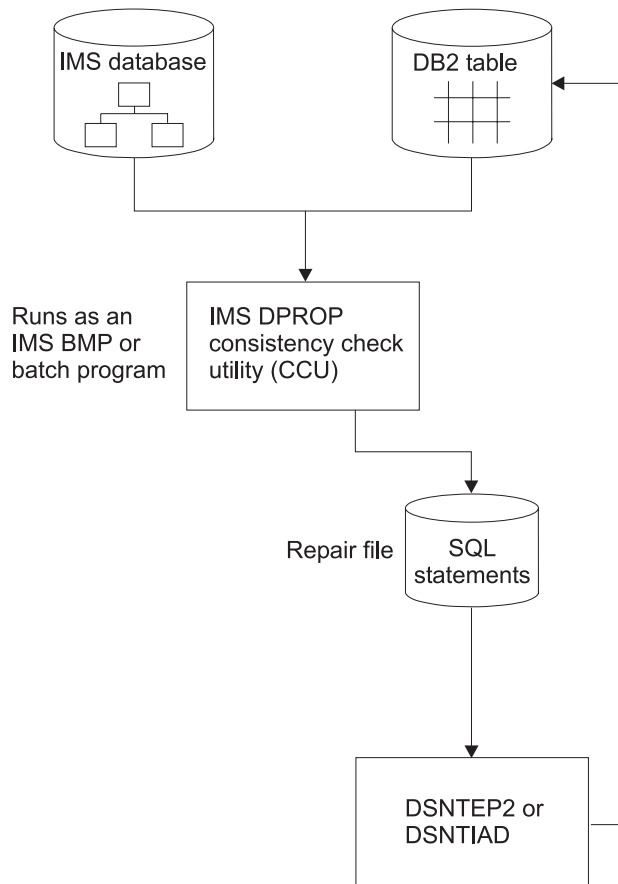 IMS database
DB2 table
Runs as an
IMS BMP or
batch program
IMS DPROP
consistency check
utility (CCU)
Repair file
SQL
statements
DSNTEP2 or
DSNTIAD